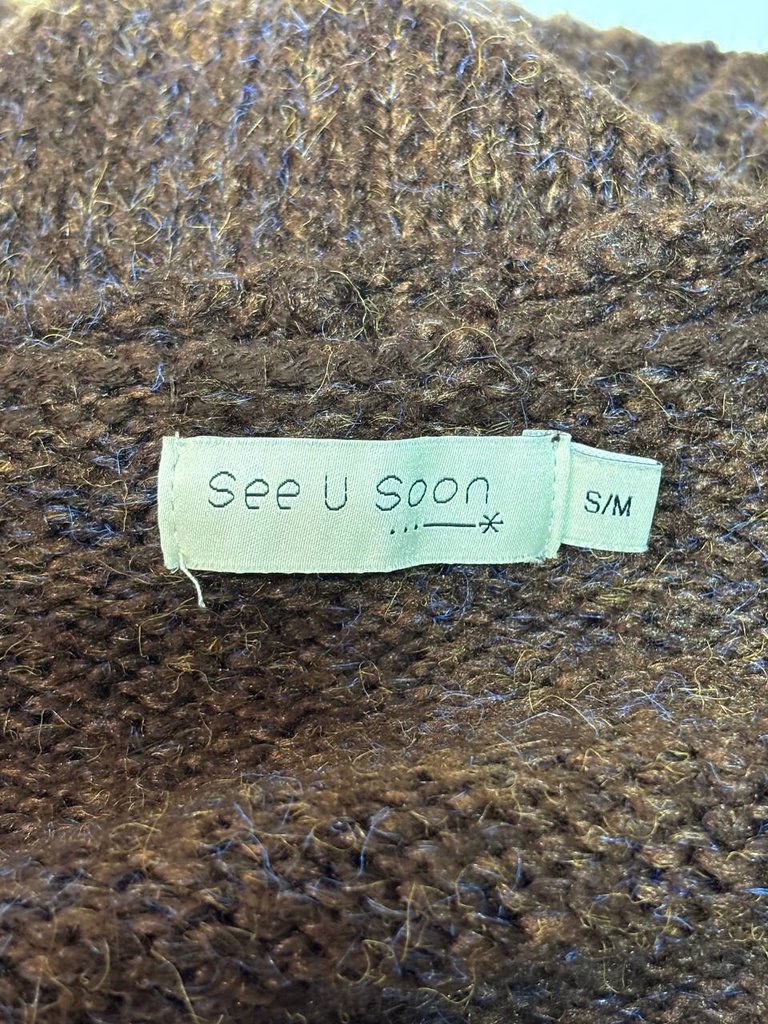 See U Soon
...—*
S/M